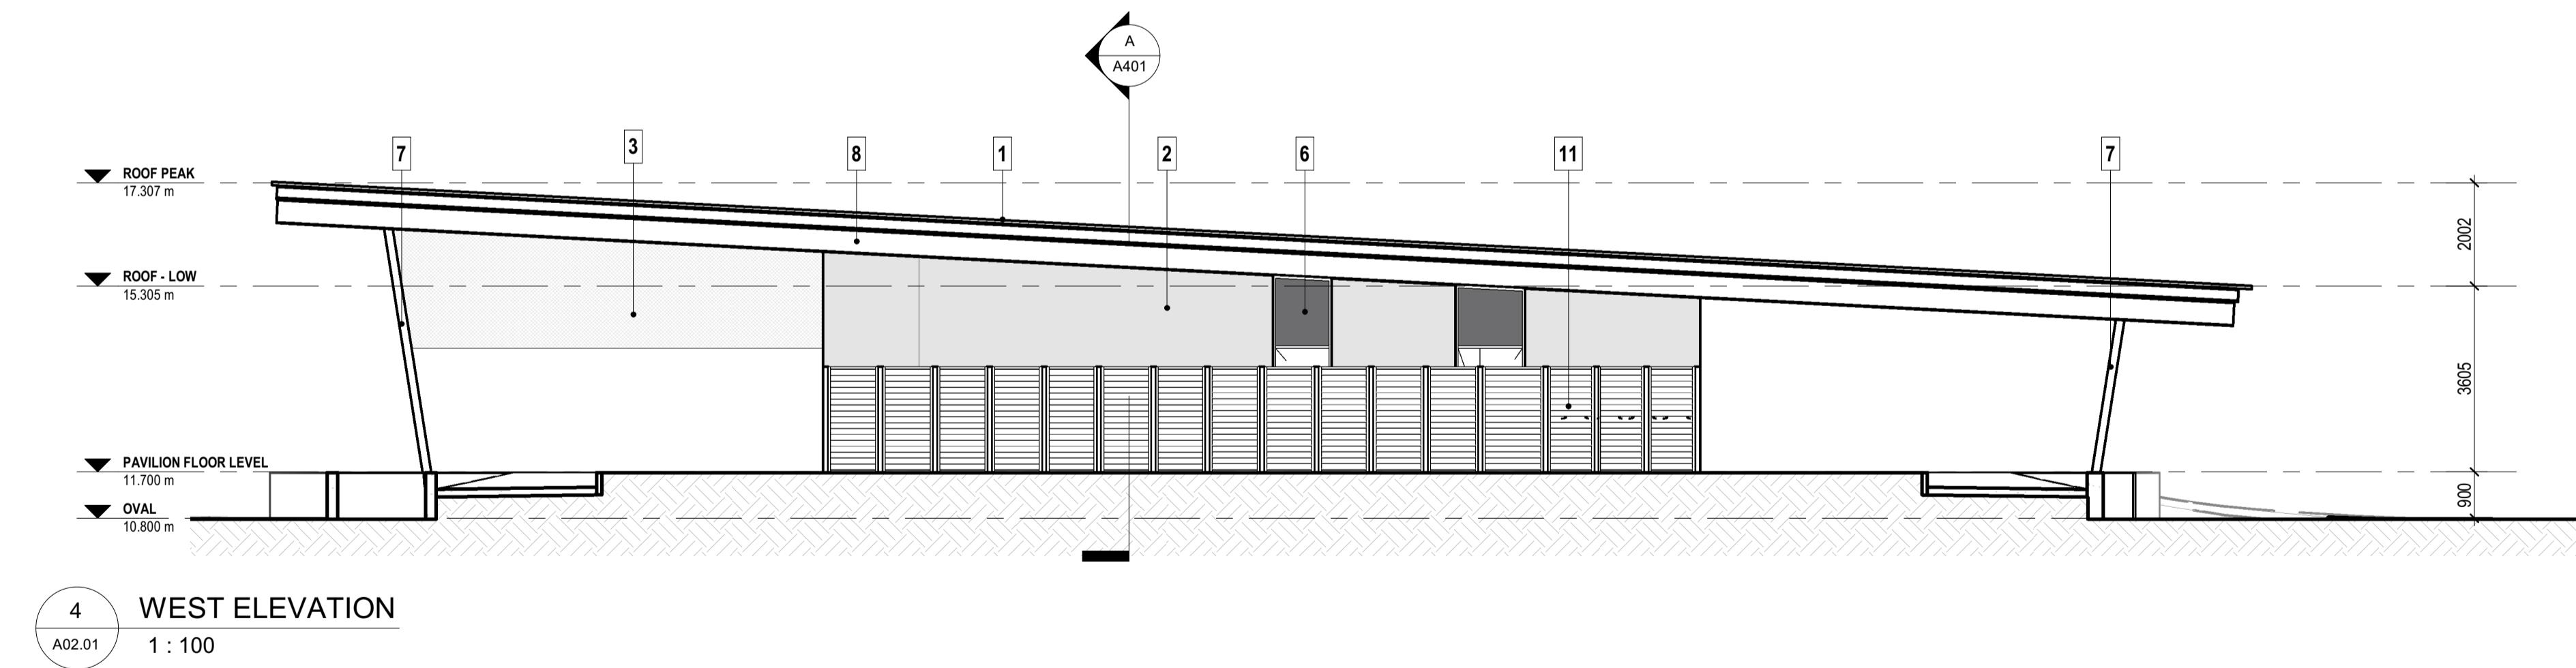 A
A401
7
3
8
1
2
6
11
7
ROOF PEAK
17.307 m
2002
ROOF - LOW
15.305 m
3605
PAVILION FLOOR LEVEL
11.700 m
900
OVAL
10.800 m
4
WEST ELEVATION
A02.01
1 : 100